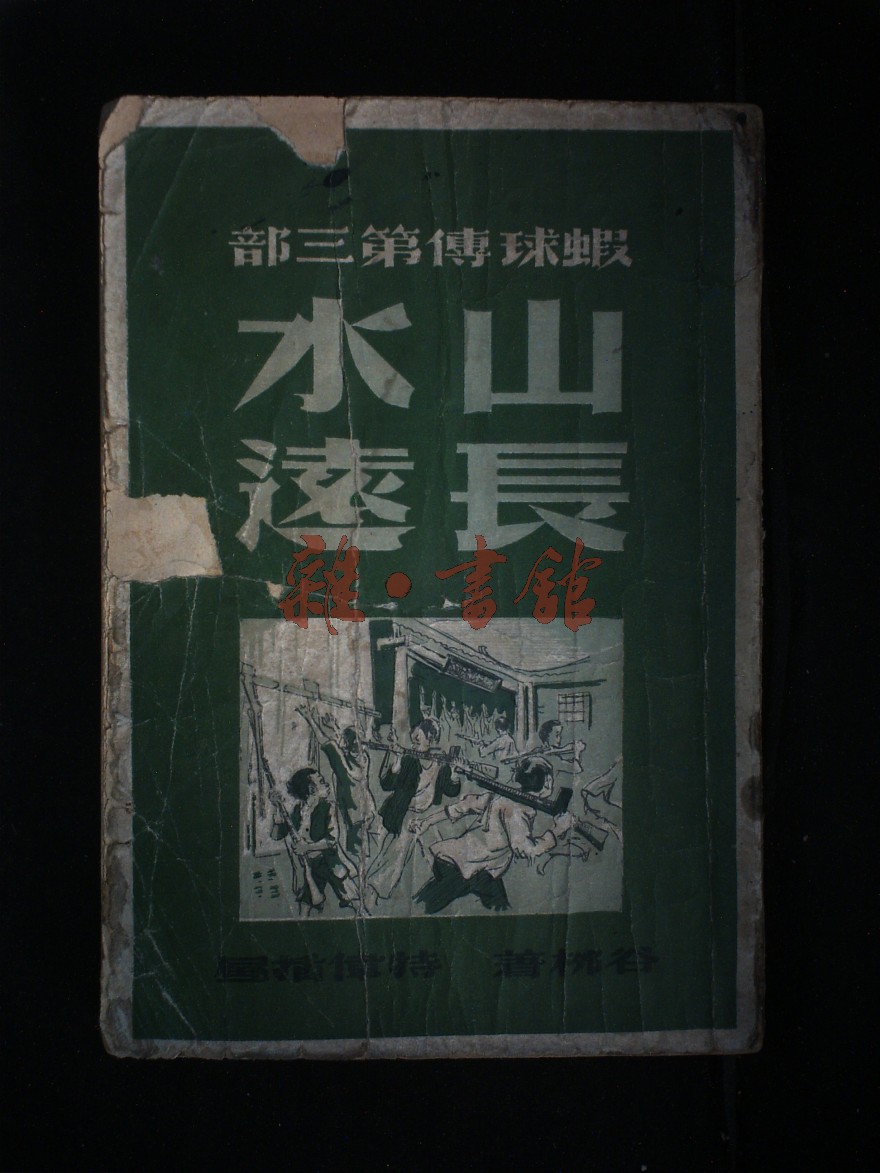 蝦球傳第三部
山長
水遠
雜·書館
谷柳著 特偉插圖